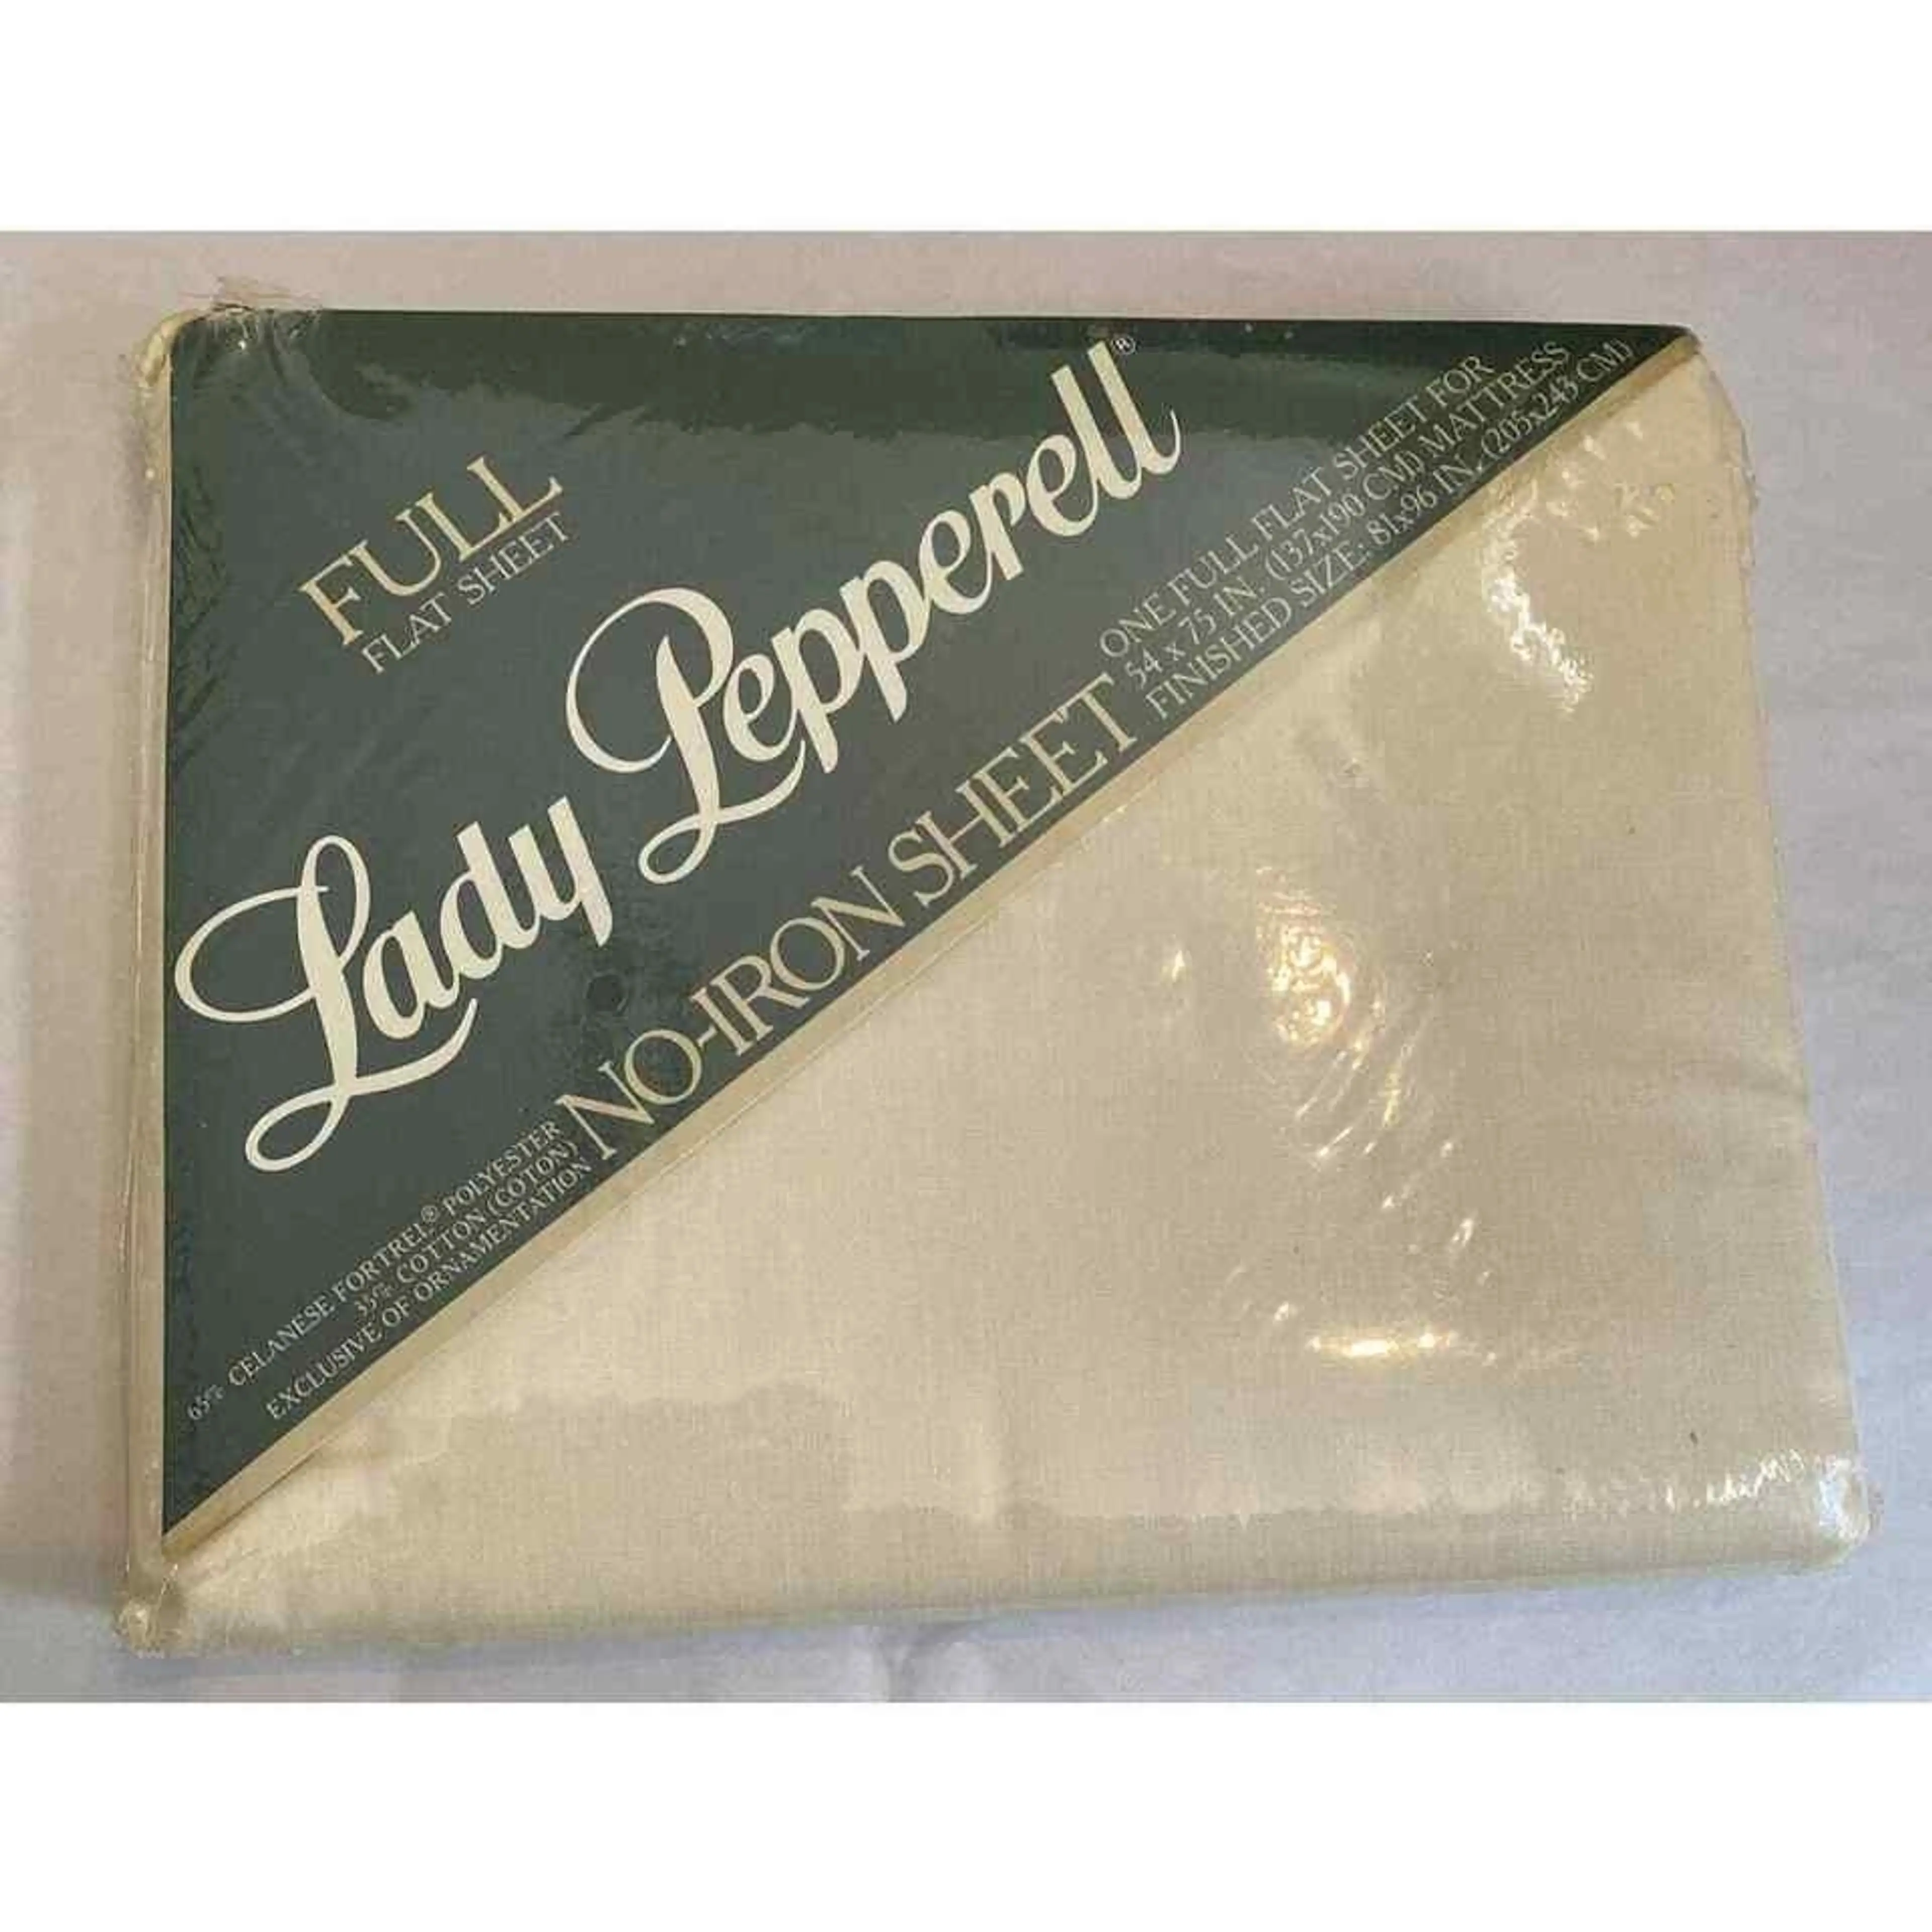 FULL
FLAT SHEET
Lady Pepperell®
NO-IRON SHEET
ONE FULL FLAT SHEET FOR
54 x 75 IN. (137x190 CM) MATTRESS
FINISHED SIZE: 81x96 IN. (205x243 CM)
65% CELANESE FORTREL® POLYESTER
35% COTTON (COTON)
EXCLUSIVE OF ORNAMENTATION